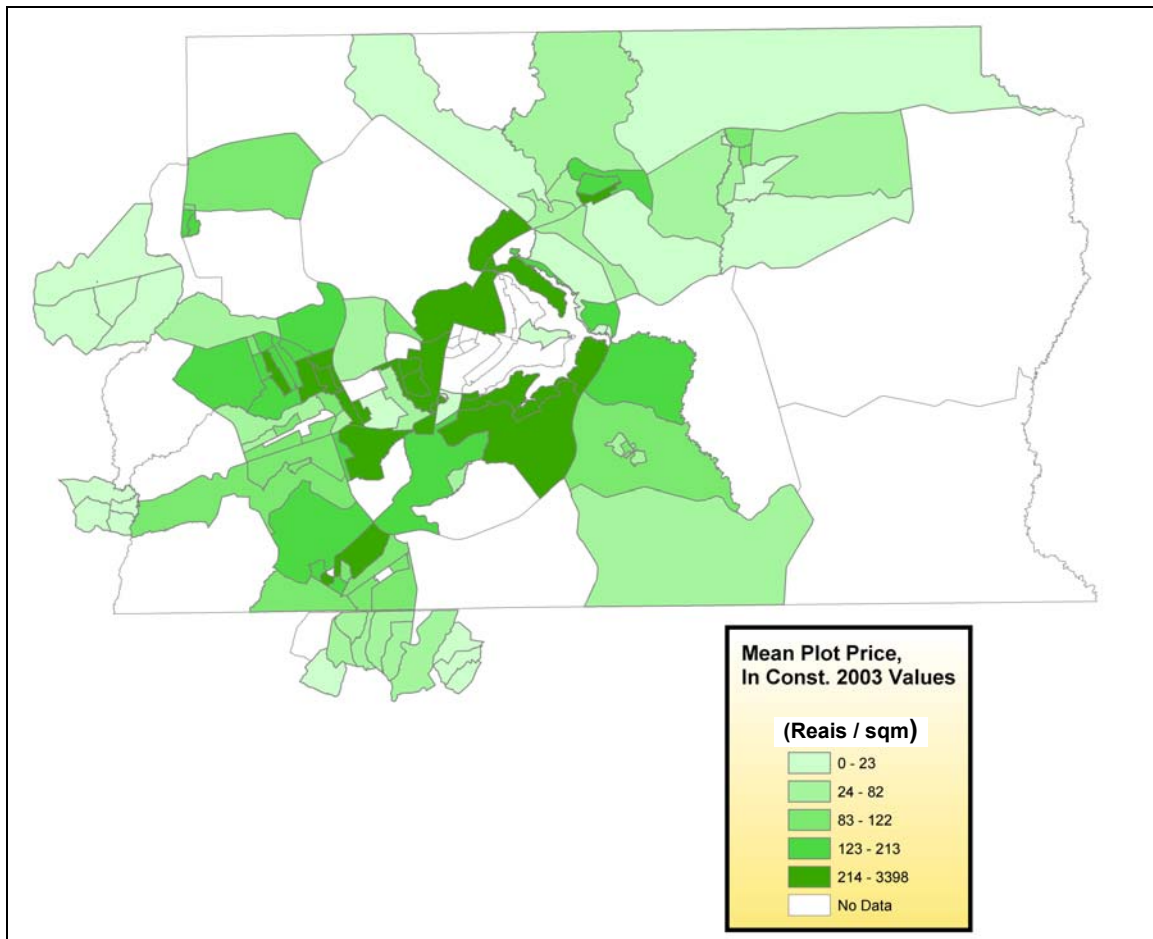 Mean Plot Price,
In Const. 2003 Values
(Reais / sqm)
0 - 23
24 - 82
83 - 122
123 - 213
214 - 3398
No Data